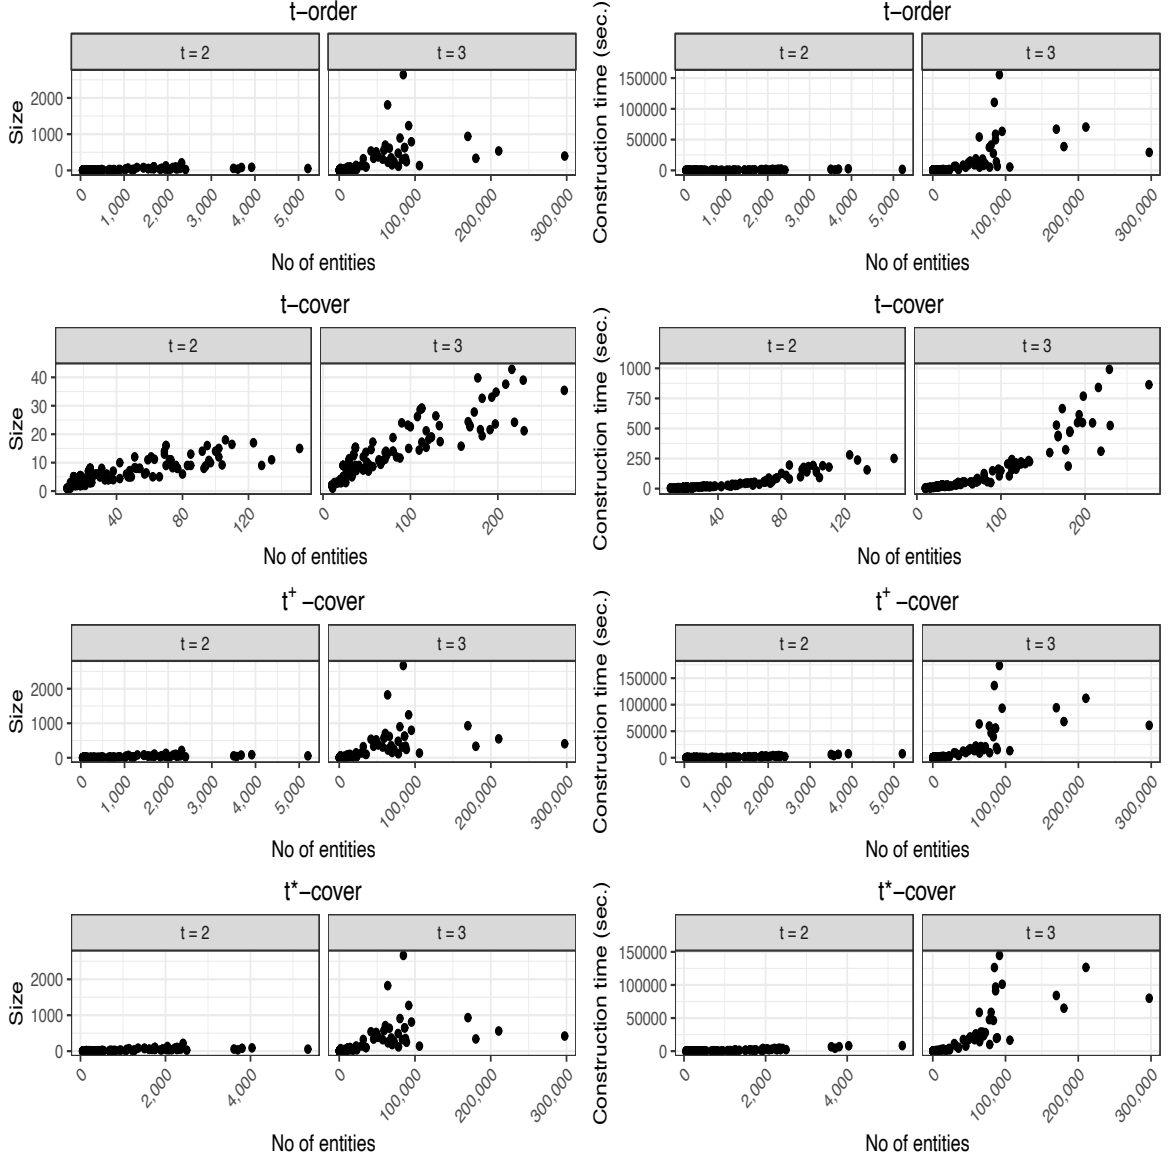 t−order
t−order
t = 2
t = 3
t = 2
t = 3
Size
2000
1000
0
Construction time (sec.)
150000
100000
50000
0
0 1,000 2,000 3,000 4,000 5,000
0 100,000 200,000 300,000
0 1,000 2,000 3,000 4,000 5,000
0 100,000 200,000 300,000
No of entities
No of entities
t−cover
t−cover
t = 2
t = 3
t = 2
t = 3
Size
40
30
20
10
0
Construction time (sec.)
1000
750
500
250
0
40 80 120
0 100 200
40 80 120
0 100 200
No of entities
No of entities
t+ −cover
t+ −cover
t = 2
t = 3
t = 2
t = 3
Size
2000
1000
0
Construction time (sec.)
150000
100000
50000
0
0 1,000 2,000 3,000 4,000 5,000
0 100,000 200,000 300,000
0 1,000 2,000 3,000 4,000 5,000
0 100,000 200,000 300,000
No of entities
No of entities
t*−cover
t*−cover
t = 2
t = 3
t = 2
t = 3
Size
2000
1000
0
Construction time (sec.)
150000
100000
50000
0
0 2,000 4,000
0 100,000 200,000 300,000
0 2,000 4,000
0 100,000 200,000 300,000
No of entities
No of entities